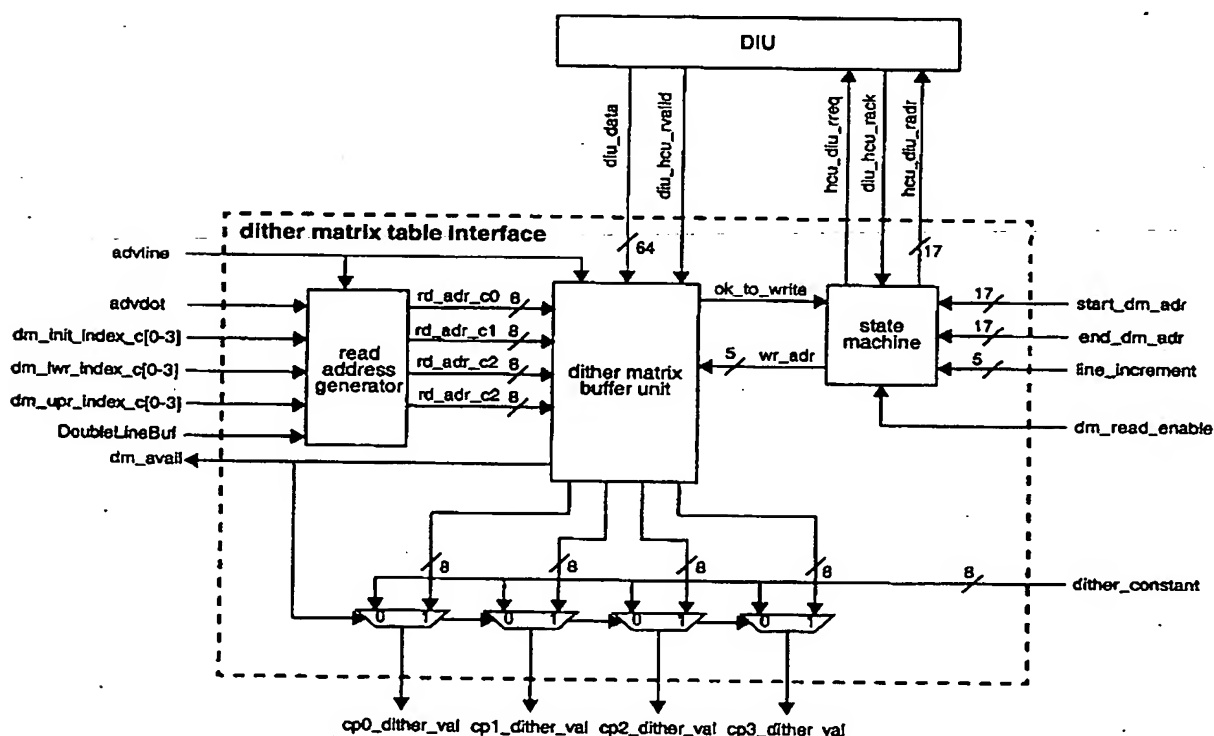 DIU
diu_data
diu_hcu_rvalid
hcu_diu_rreq
diu_hcu_rack
hcu_diu_radr
dither matrix table interface
64
17
advline
advdot
dm_init_index_c[0-3]
dm_lwr_index_c[0-3]
dm_upr_index_c[0-3]
DoubleLineBuf
dm_avail
read
address
generator
rd_adr_c0 8
rd_adr_c1 8
rd_adr_c2 8
rd_adr_c2 8
dither matrix
buffer unit
ok_to_write
5 wr_adr
state
machine
17 start_dm_adr
17 end_dm_adr
5 line_increment
dm_read_enable
8 8 8 8
8 dither_constant
0 1 0 1 0 1 0 1
cp0_dither_val cp1_dither_val cp2_dither_val cp3_dither_val